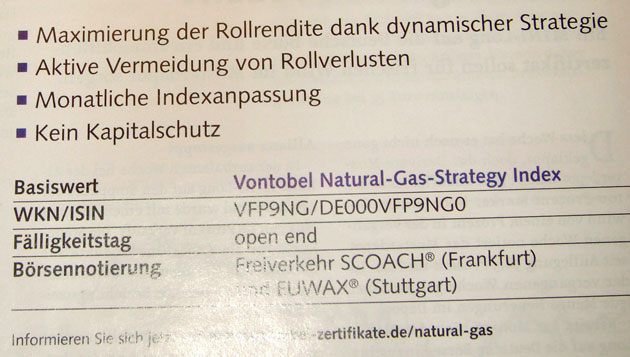 ▪ Maximierung der Rollrendite dank dynamischer Strategie
▪ Aktive Vermeidung von Rollverlusten
▪ Monatliche Indexanpassung
▪ Kein Kapitalschutz
Basiswert Vontobel Natural-Gas-Strategy Index
WKN/ISIN VFP9NG/DE000VFP9NG0
Fälligkeitstag open end
Börsennotierung Freiverkehr SCOACH® (Frankfurt)
und EUWAX® (Stuttgart)
Informieren Sie sich -zertifikate.de/natural-gas